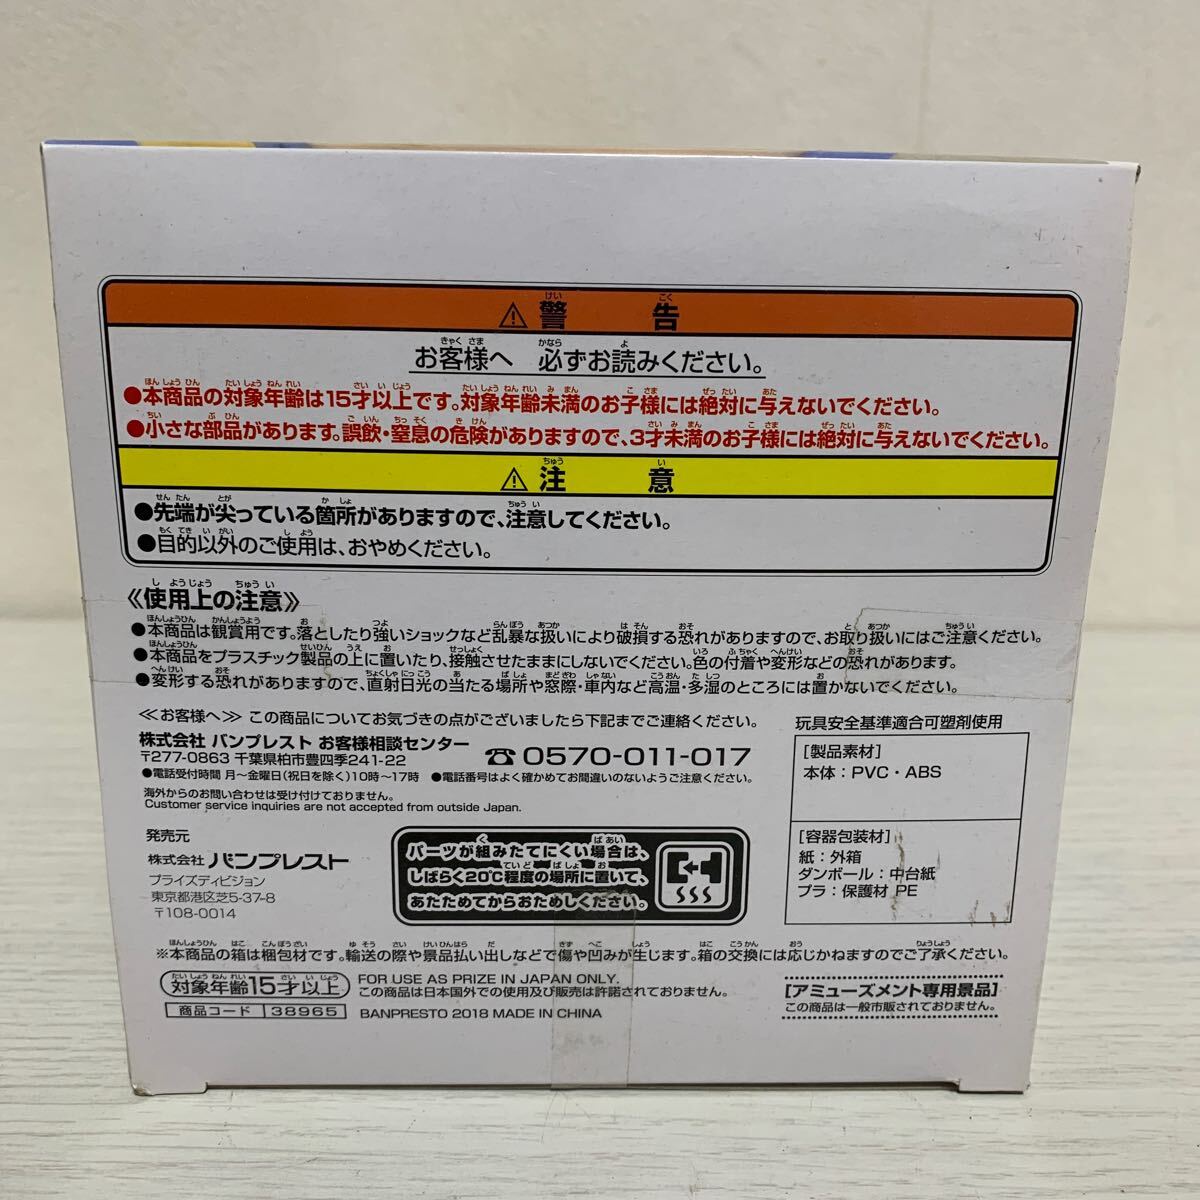 ⚠ 警告
お客様へ 必ずお読みください。
●本商品の対象年齢は15才以上です。対象年齢未満のお子様には絶対に与えないでください。
●小さな部品があります。誤飲・窒息の危険がありますので、3才未満のお子様には絶対に与えないでください。
⚠ 注意
●先端が尖っている箇所がありますので、注意してください。
●目的以外のご使用は、おやめください。
《使用上の注意》
●本商品は観賞用です。落としたり強いショックなど乱暴な扱いにより破損する恐れがありますので、お取り扱いにはご注意ください。
●本商品をプラスチック製品の上に置いたり、接触させたままにしないでください。色の付着や変形などの恐れがあります。
●変形する恐れがありますので、直射日光の当たる場所や窓際・車内など高温・多湿のところには置かないでください。
≪お客様へ≫ この商品についてお気づきの点がございましたら下記までご連絡ください。
株式会社 バンプレスト お客様相談センター
〒277-0863 千葉県柏市豊四季241-22
☎0570-011-017
●電話受付時間 月〜金曜日(祝日を除く)10時〜17時 ●電話番号はよく確かめてお間違いのないようご注意ください。
海外からのお問い合わせは受け付けておりません。
Customer service inquiries are not accepted from outside Japan.
玩具安全基準適合可塑剤使用
[製品素材]
本体:PVC・ABS
[容器包装材]
紙:外箱
ダンボール:中台紙
プラ:保護材 PE
発売元
株式会社 バンプレスト
プライズディビジョン
東京都港区芝5-37-8
〒108-0014
パーツが組みたてにくい場合は、
しばらく20℃程度の場所に置いて、
あたためてからおためしください。
※本商品の箱は梱包材です。輸送の際や景品払い出しなどで傷や凹みが生じます。箱の交換には応じかねますのでご了承ください。
対象年齢15才以上
FOR USE AS PRIZE IN JAPAN ONLY.
この商品は日本国外での使用及び販売は許諾されておりません。
商品コード 38965
BANPRESTO 2018 MADE IN CHINA
[アミューズメント専用景品]
この商品は一般市販されておりません。